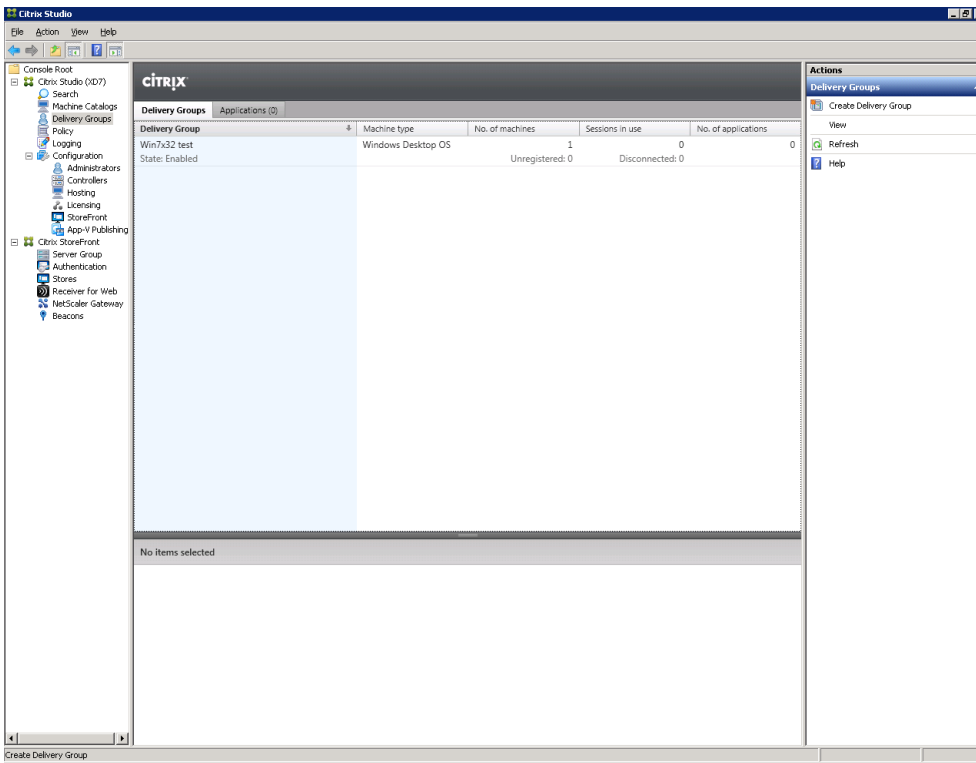 Citrix Studio
File Action View Help
Console Root
Citrix Studio (XD7)
Search
Machine Catalogs
Delivery Groups
Policy
Logging
Configuration
Administrators
Controllers
Hosting
Licensing
StoreFront
App-V Publishing
Citrix StoreFront
Server Group
Authentication
Stores
Receiver for Web
NetScaler Gateway
Beacons
CITRIX
Delivery Groups Applications (0)
Delivery Group Machine type No. of machines Sessions in use No. of applications
Win7x32 test Windows Desktop OS 1 0 0
State: Enabled Unregistered: 0 Disconnected: 0
No items selected
Actions
Delivery Groups
Create Delivery Group
View
Refresh
Help
Create Delivery Group